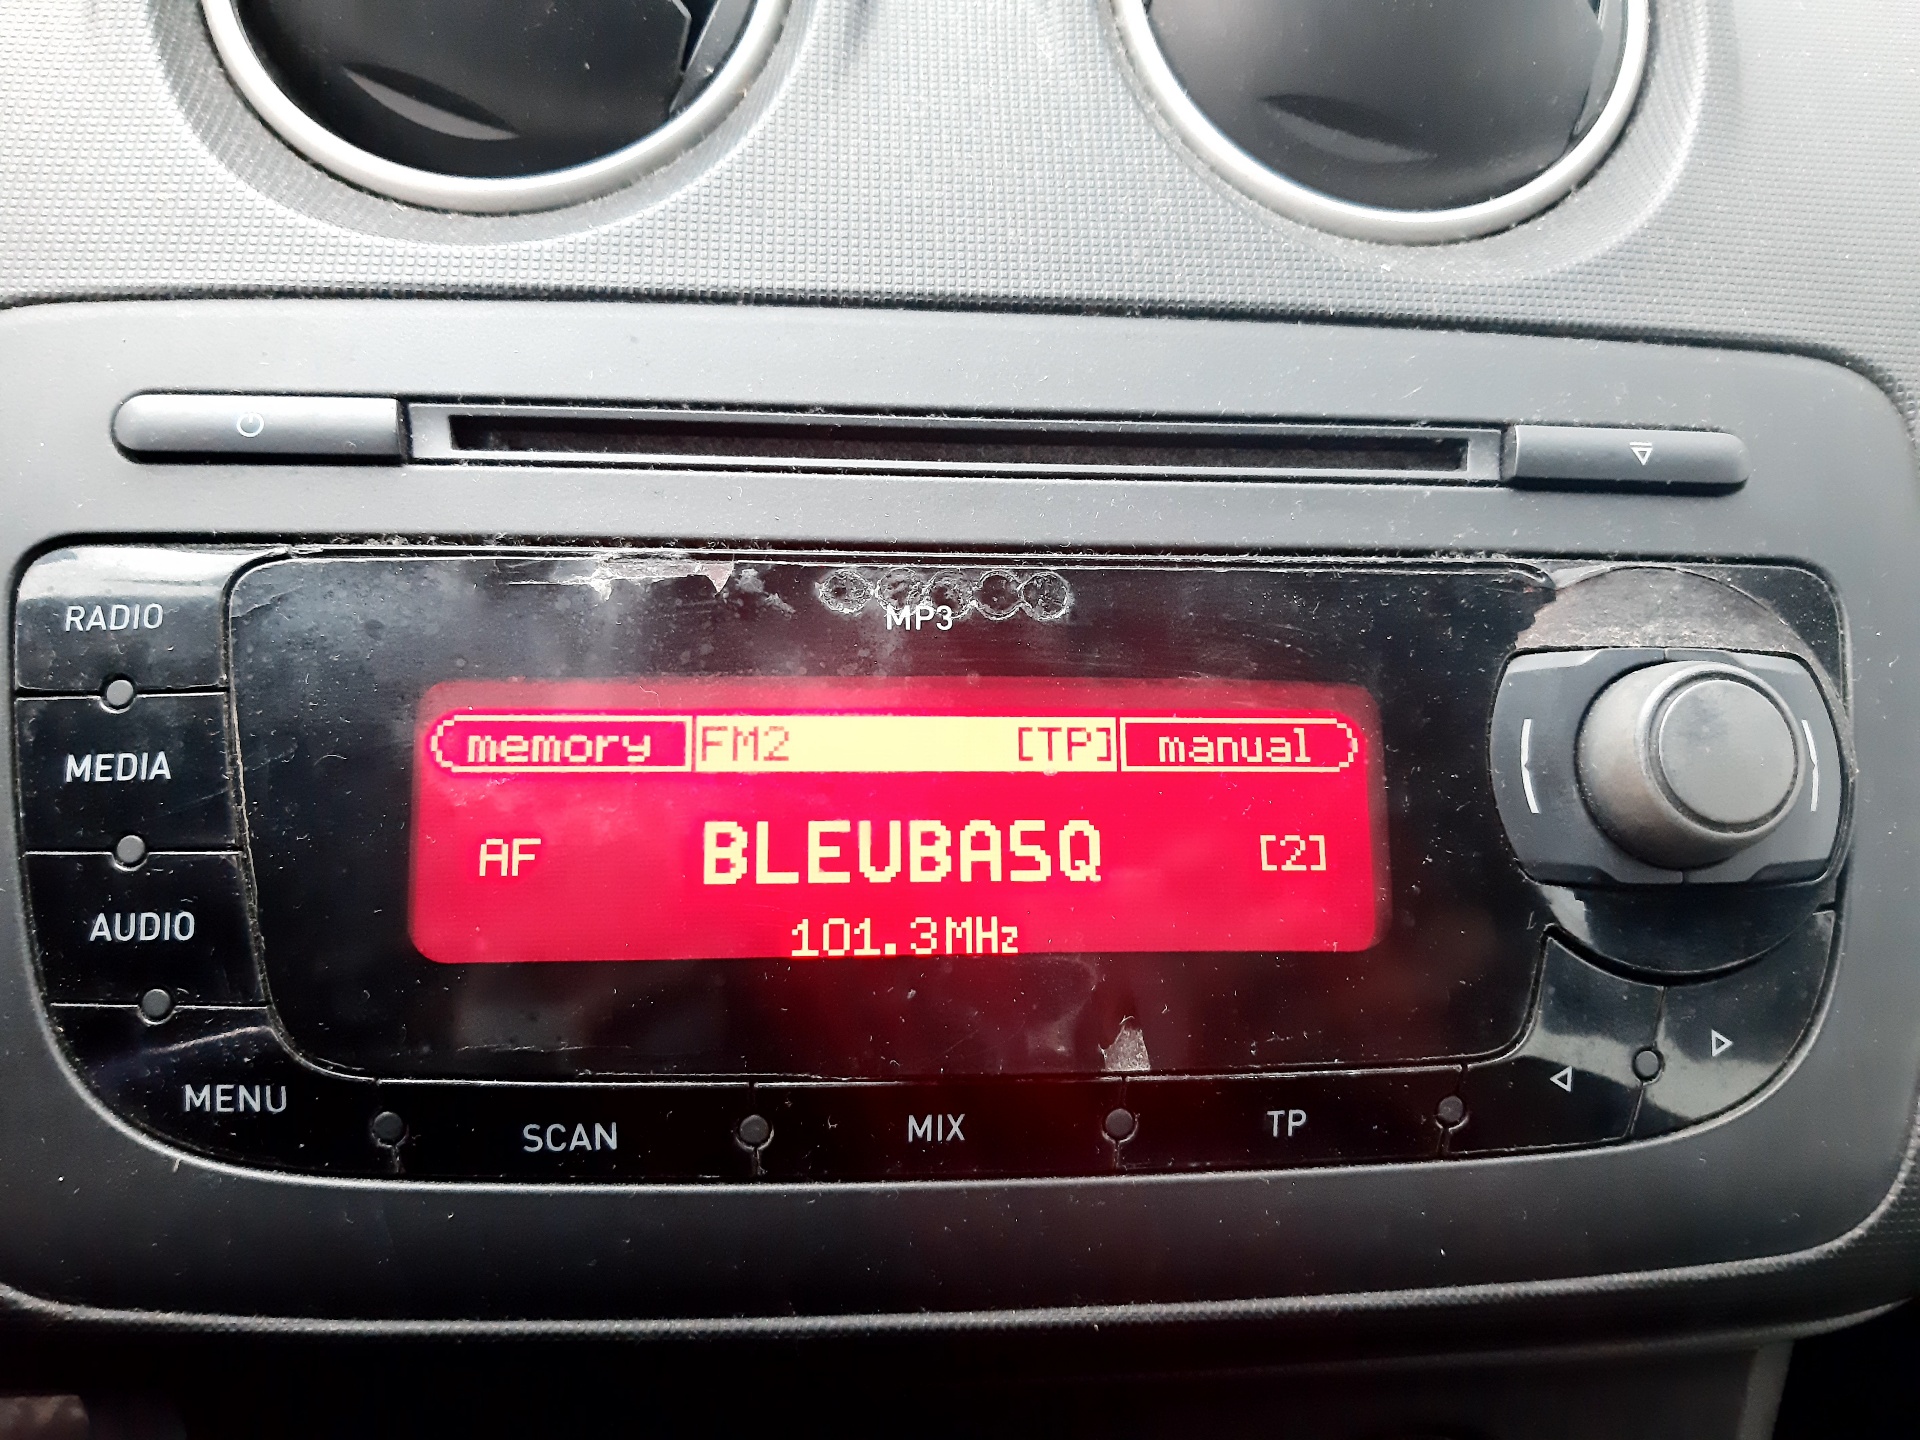 RADIO
MP3
memory FM2 [TP] manual
MEDIA
AF BLEUBASQ [2]
AUDIO
101.3MHz
MENU
SCAN
MIX
TP